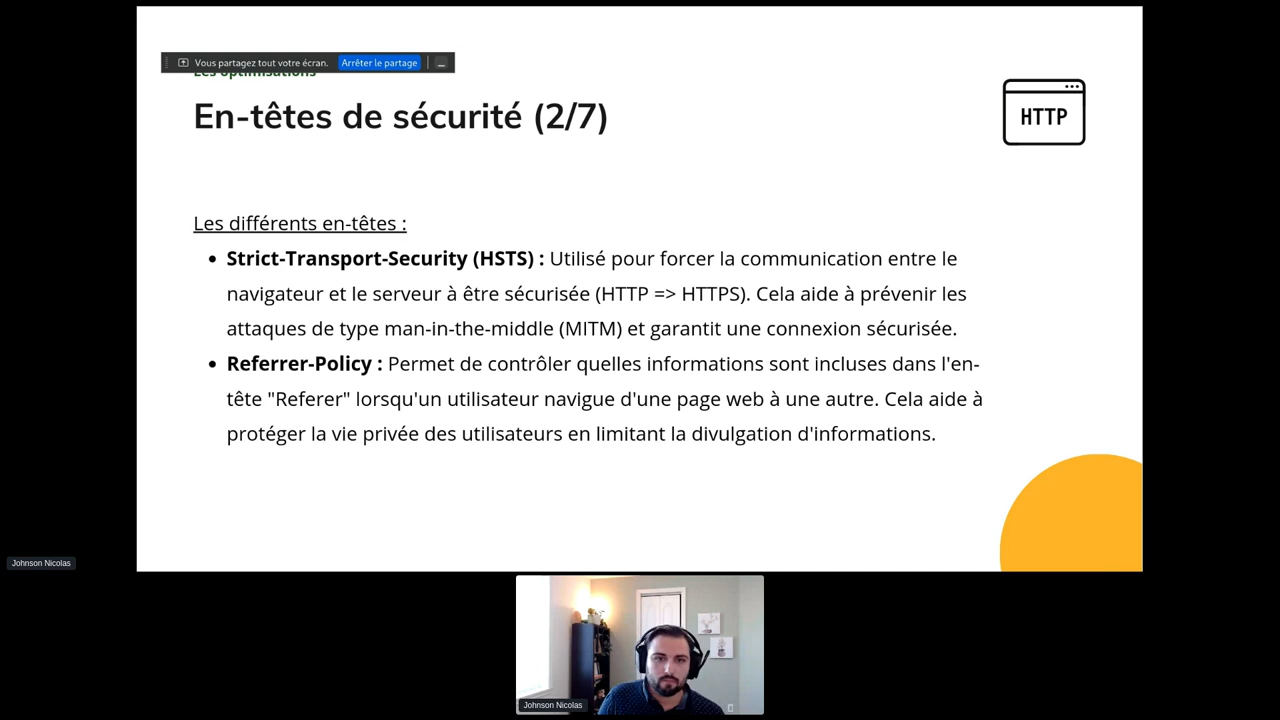 Vous partagez tout votre écran. Arrêter le partage
Les optimisations
En-têtes de sécurité (2/7)
HTTP
Les différents en-têtes :
Strict-Transport-Security (HSTS) : Utilisé pour forcer la communication entre le
navigateur et le serveur à être sécurisée (HTTP => HTTPS). Cela aide à prévenir les
attaques de type man-in-the-middle (MITM) et garantit une connexion sécurisée.
Referrer-Policy : Permet de contrôler quelles informations sont incluses dans l'en-
tête "Referer" lorsqu'un utilisateur navigue d'une page web à une autre. Cela aide à
protéger la vie privée des utilisateurs en limitant la divulgation d'informations.
Johnson Nicolas
Johnson Nicolas